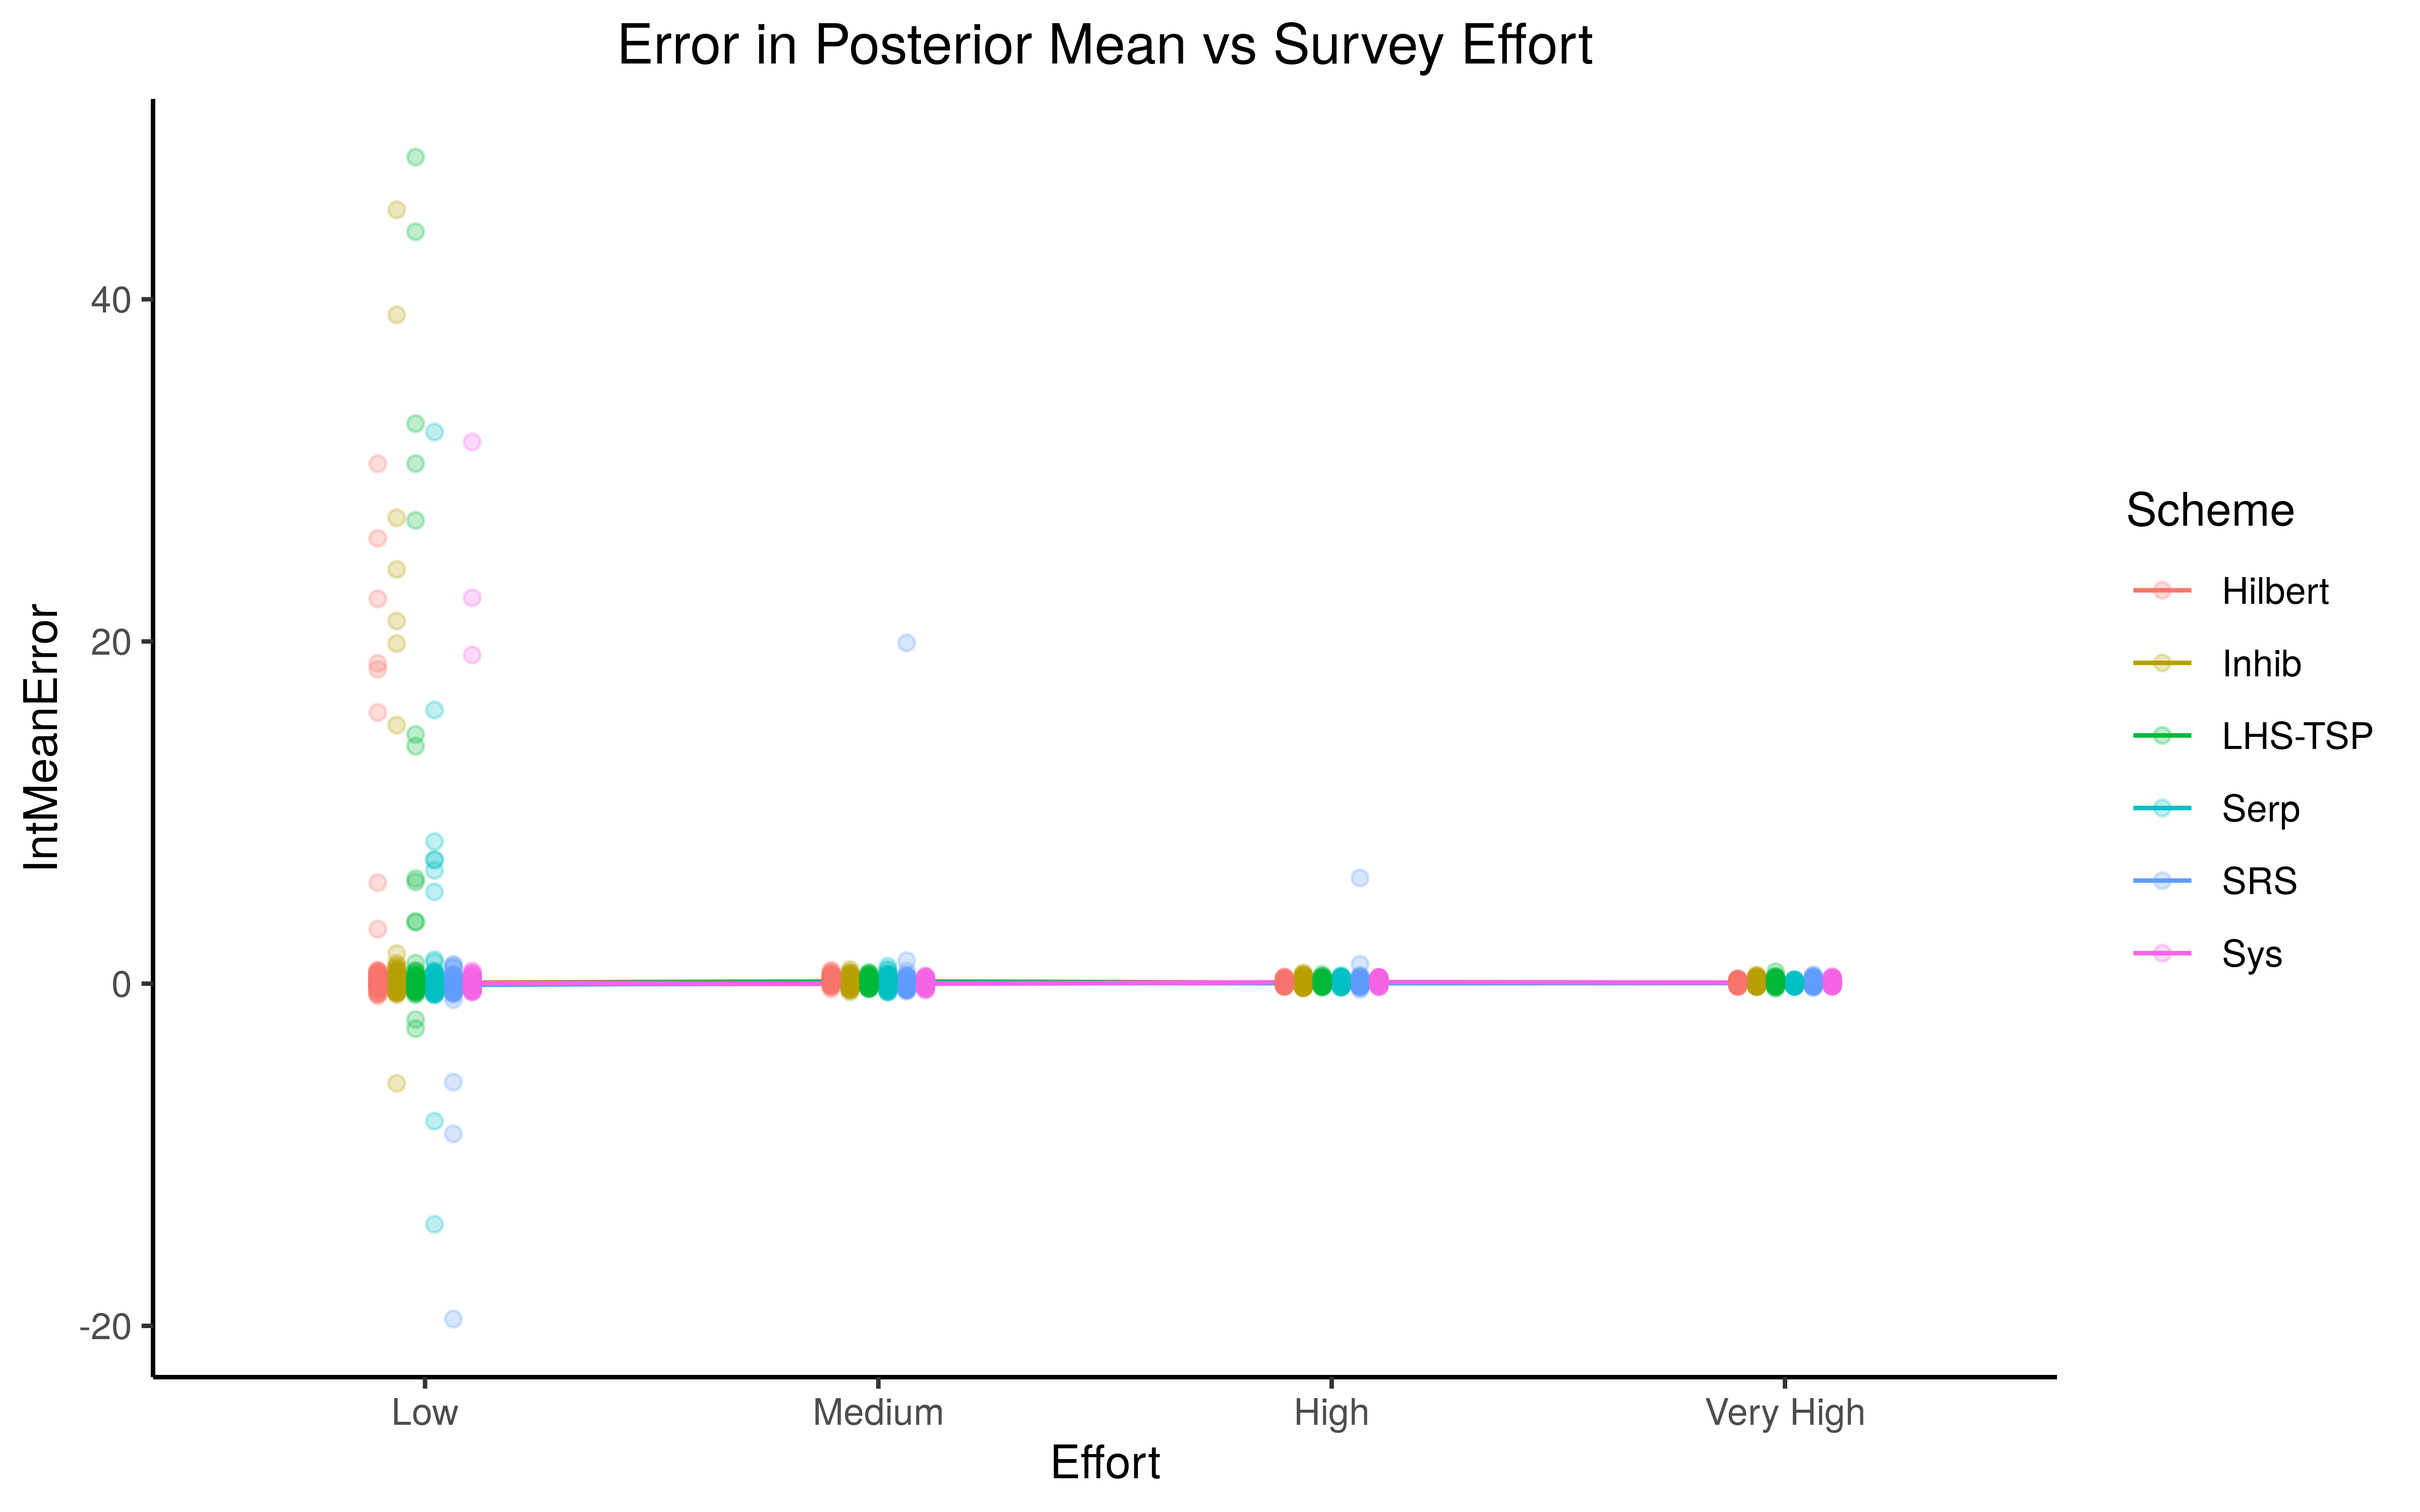 Error in Posterior Mean vs Survey Effort
IntMeanError
40
20
0
-20
Low
Medium
High
Very High
Effort
Scheme
Hilbert
Inhib
LHS-TSP
Serp
SRS
Sys